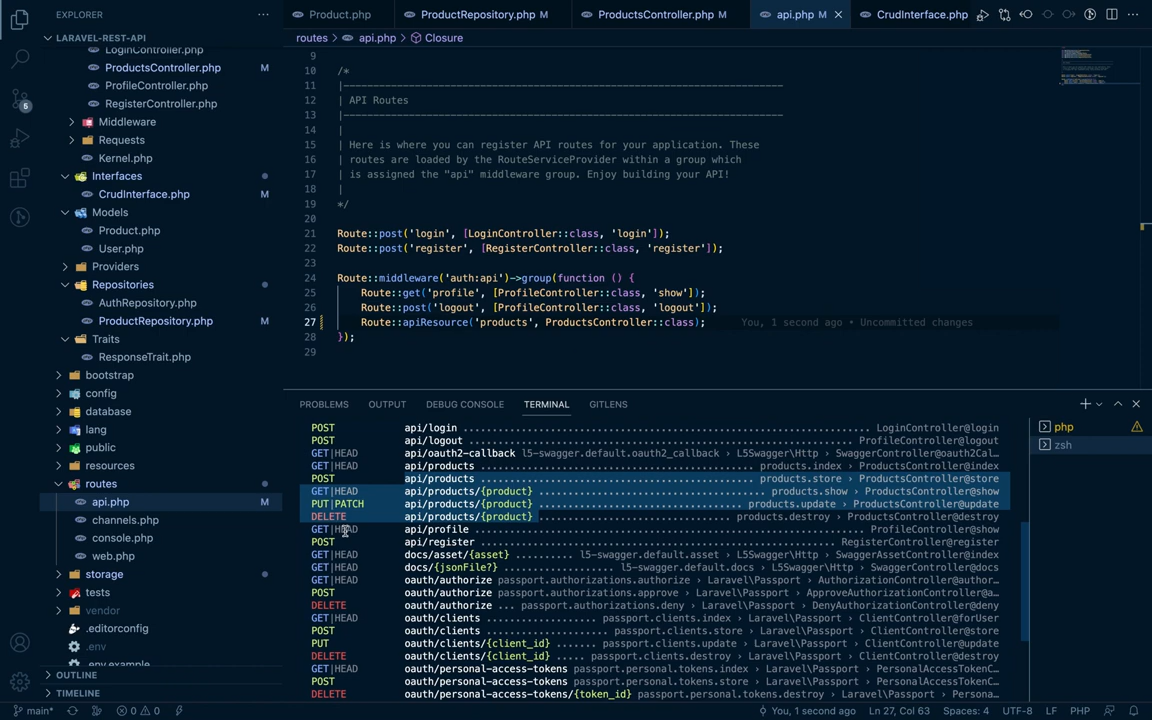 EXPLORER
LARAVEL-REST-API
LoginController.php
ProductsController.php M
ProfileController.php
RegisterController.php
Middleware
Requests
Kernel.php
Interfaces
CrudInterface.php M
Models
Product.php
User.php
Providers
Repositories
AuthRepository.php
ProductRepository.php M
Traits
ResponseTrait.php
bootstrap
config
database
lang
public
resources
routes
api.php M
channels.php
console.php
web.php
storage
tests
vendor
.editorconfig
.env
.env.example
OUTLINE
TIMELINE
5
Product.php ProductRepository.php M ProductsController.php M api.php M CrudInterface.php
routes > api.php > Closure
9
10 /*
11 |--------------------------------------------------------------------------
12 | API Routes
13 |--------------------------------------------------------------------------
14 |
15 | Here is where you can register API routes for your application. These
16 | routes are loaded by the RouteServiceProvider within a group which
17 | is assigned the "api" middleware group. Enjoy building your API!
18 |
19 */
20
21 Route::post('login', [LoginController::class, 'login']);
22 Route::post('register', [RegisterController::class, 'register']);
23
24 Route::middleware('auth:api')->group(function () {
25 Route::get('profile', [ProfileController::class, 'show']);
26 Route::post('logout', [ProfileController::class, 'logout']);
27 Route::apiResource('products', ProductsController::class); You, 1 second ago • Uncommitted changes
28 });
29
PROBLEMS OUTPUT DEBUG CONSOLE TERMINAL GITLENS
POST api/login ........ LoginController@login
POST api/logout ........ ProfileController@logout
GET|HEAD api/oauth2-callback l5-swagger.default.oauth2_callback › L5Swagger\Http › SwaggerController@oauth2Cal…
GET|HEAD api/products ........ products.index › ProductsController@index
POST api/products ........ products.store › ProductsController@store
GET|HEAD api/products/{product} ........ products.show › ProductsController@show
PUT|PATCH api/products/{product} ........ products.update › ProductsController@update
DELETE api/products/{product} ........ products.destroy › ProductsController@destroy
GET|HEAD api/profile ........ ProfileController@show
POST api/register ........ RegisterController@register
GET|HEAD docs/asset/{asset} .......... l5-swagger.default.asset › L5Swagger\Http › SwaggerAssetController@index
GET|HEAD docs/{jsonFile?} ........ l5-swagger.default.docs › L5Swagger\Http › SwaggerController@docs
GET|HEAD oauth/authorize passport.authorizations.authorize › Laravel\Passport › AuthorizationController@author…
POST oauth/authorize passport.authorizations.approve › Laravel\Passport › ApproveAuthorizationController@a…
DELETE oauth/authorize ... passport.authorizations.deny › Laravel\Passport › DenyAuthorizationController@deny
GET|HEAD oauth/clients ........ passport.clients.index › Laravel\Passport › ClientController@forUser
POST oauth/clients ........ passport.clients.store › Laravel\Passport › ClientController@store
PUT oauth/clients/{client_id} ...... passport.clients.update › Laravel\Passport › ClientController@update
DELETE oauth/clients/{client_id} .... passport.clients.destroy › Laravel\Passport › ClientController@destroy
GET|HEAD oauth/personal-access-tokens passport.personal.tokens.index › Laravel\Passport › PersonalAccessTokenC…
POST oauth/personal-access-tokens passport.personal.tokens.store › Laravel\Passport › PersonalAccessTokenC…
DELETE oauth/personal-access-tokens/{token_id} passport.personal.tokens.destroy › Laravel\Passport › Persona…
php
zsh
main* 0 0 You, 1 second ago Ln 27, Col 63 Spaces: 4 UTF-8 LF PHP